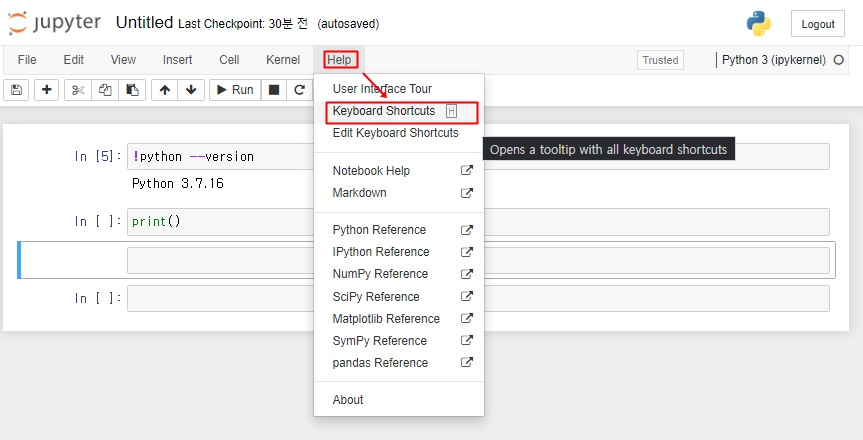 jupyter Untitled Last Checkpoint: 30분 전 (autosaved) Logout
File Edit View Insert Cell Kernel Help Trusted Python 3 (ipykernel)
Run
User Interface Tour
Keyboard Shortcuts H
Edit Keyboard Shortcuts
Opens a tooltip with all keyboard shortcuts
Notebook Help
Markdown
Python Reference
IPython Reference
NumPy Reference
SciPy Reference
Matplotlib Reference
SymPy Reference
pandas Reference
About
In [5]: !python --version
Python 3.7.16
In [ ]: print()
In [ ]: